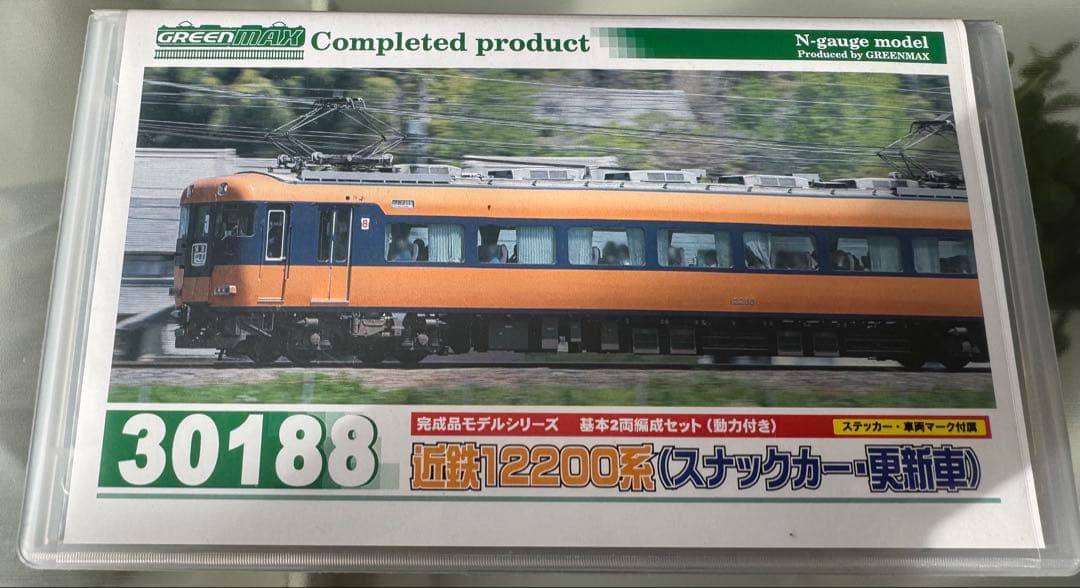 GREENMAX Completed product
N-gauge model
Produced by GREENMAX
8
30188
完成品モデルシリーズ 基本2両編成セット(動力付き) ステッカー・車両マーク付属
近鉄12200系(スナックカー・更新車)